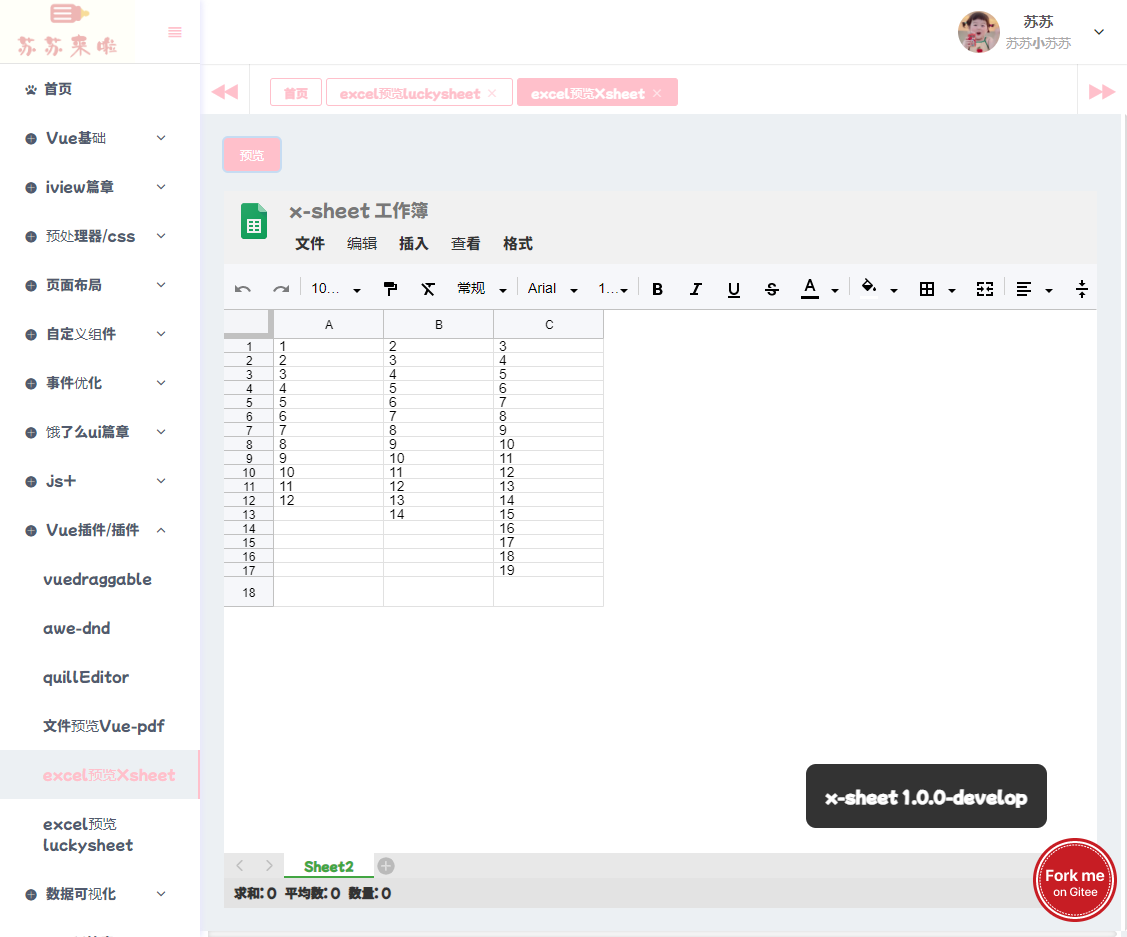 苏苏来啦
苏苏
苏苏小苏苏
首页
Vue基础
iview篇章
预处理器/css
页面布局
自定义组件
事件优化
饿了么ui篇章
Js+
Vue插件/插件
vuedraggable
awe-dnd
quillEditor
文件预览Vue-pdf
excel预览Xsheet
excel预览
luckysheet
数据可视化
首页 excel预览luckysheet × excel预览Xsheet ×
预览
x-sheet 工作簿
文件 编辑 插入 查看 格式
10... 常规 Arial 1... B I U S A
A B C
1 1 2 3
2 2 3 4
3 3 4 5
4 4 5 6
5 5 6 7
6 6 7 8
7 7 8 9
8 8 9 10
9 9 10 11
10 10 11 12
11 11 12 13
12 12 13 14
13 14 15
14 16
15 17
16 18
17 19
18
x-sheet 1.0.0-develop
Sheet2
求和: 0 平均数: 0 数量: 0
Fork me
on Gitee